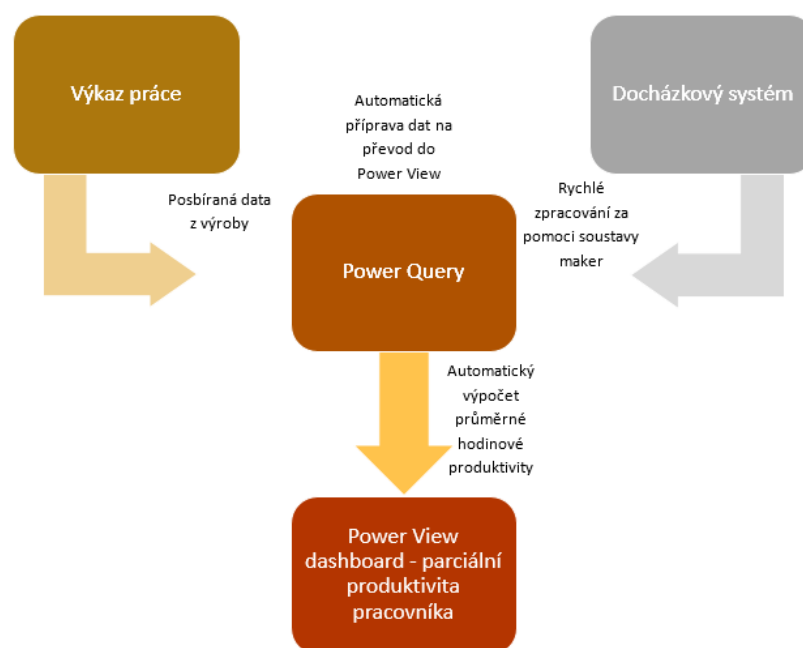 Výkaz práce
Docházkový systém
Automatická
příprava dat na
převod do
Power View
Posbíraná data
z výroby
Rychlé
zpracování za
pomoci soustavy
maker
Power Query
Automatický
výpočet
průměrné
hodinové
produktivity
Power View
dashboard - parciální
produktivita
pracovníka